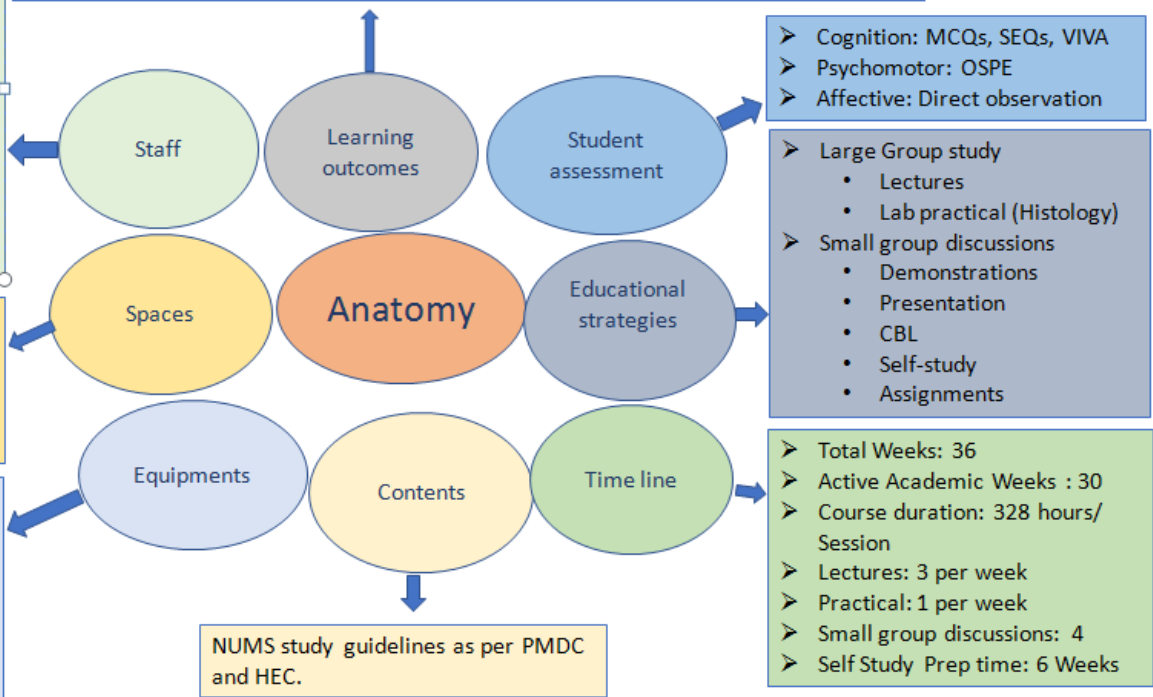 Staff
Learning
outcomes
Student
assessment
➢ Cognition: MCQs, SEQs, VIVA
➢ Psychomotor: OSPE
➢ Affective: Direct observation
Spaces
Anatomy
Educational
strategies
➢ Large Group study
• Lectures
• Lab practical (Histology)
➢ Small group discussions
• Demonstrations
• Presentation
• CBL
• Self-study
• Assignments
Equipments
Contents
Time line
➢ Total Weeks: 36
➢ Active Academic Weeks : 30
➢ Course duration: 328 hours/
Session
➢ Lectures: 3 per week
➢ Practical: 1 per week
➢ Small group discussions: 4
➢ Self Study Prep time: 6 Weeks
NUMS study guidelines as per PMDC
and HEC.